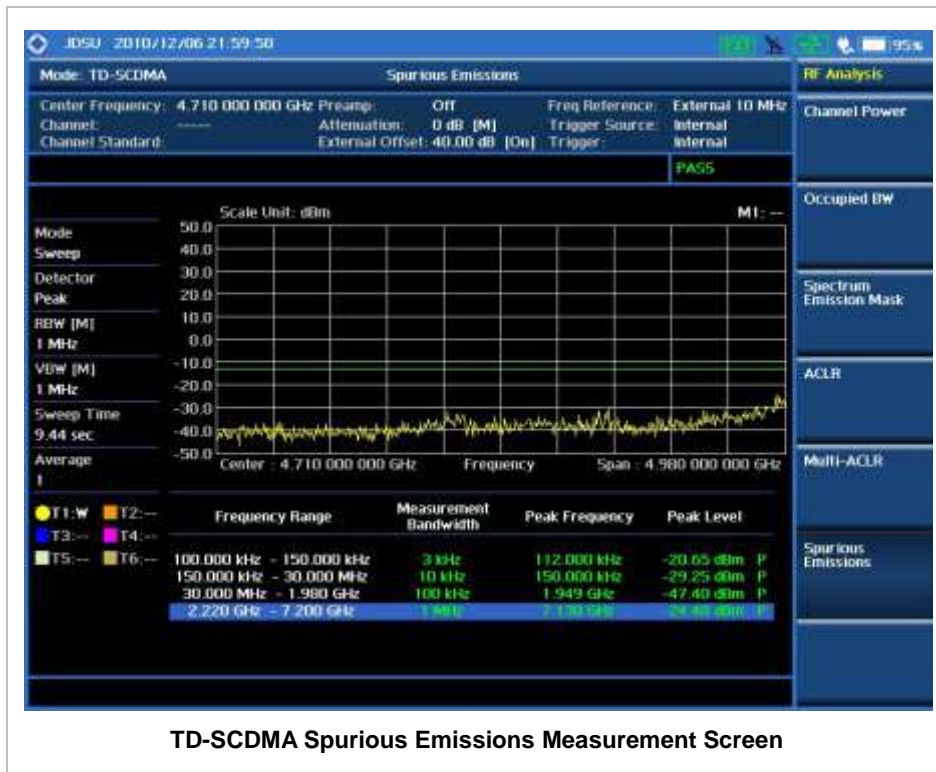 JDSU 2010/12/06 21:59:50 95%
Mode: TD-SCDMA Spurious Emissions RF Analysis
Center Frequency: 4.710 000 000 GHz Preamp: Off Freq Reference: External 10 MHz
Channel: ----- Attenuation: 0 dB [M] Trigger Source: Internal
Channel Standard: External Offset: 40.00 dB [On] Trigger: Internal
PASS
Channel Power
Occupied BW
Spectrum
Emission Mask
ACLR
Multi-ACLR
Spurious
Emissions
Scale Unit: dBm M1: --
Mode
Sweep
Detector
Peak
RBW [M]
1 MHz
VBW [M]
1 MHz
Sweep Time
9.44 sec
Average
1
T1:W T2:--
T3:-- T4:--
T5:-- T6:--
50.0
40.0
30.0
20.0
10.0
0.0
-10.0
-20.0
-30.0
-40.0
-50.0
Center : 4.710 000 000 GHz Frequency Span : 4.980 000 000 GHz
Frequency Range Measurement Bandwidth Peak Frequency Peak Level
100.000 kHz - 150.000 kHz 3 kHz 112.000 kHz -20.65 dBm P
150.000 kHz - 30.000 MHz 10 kHz 150.000 kHz -29.25 dBm P
30.000 MHz - 1.980 GHz 100 kHz 1.949 GHz -47.40 dBm P
2.220 GHz - 7.200 GHz 1 MHz
TD-SCDMA Spurious Emissions Measurement Screen